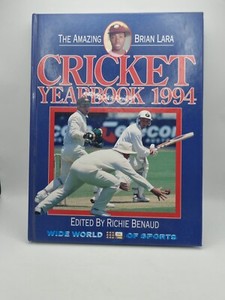 THE AMAZING BRIAN LARA
CRICKET
YEARBOOK 1994
EDITED BY RICHIE BENAUD
WIDE WORLD OF SPORTS